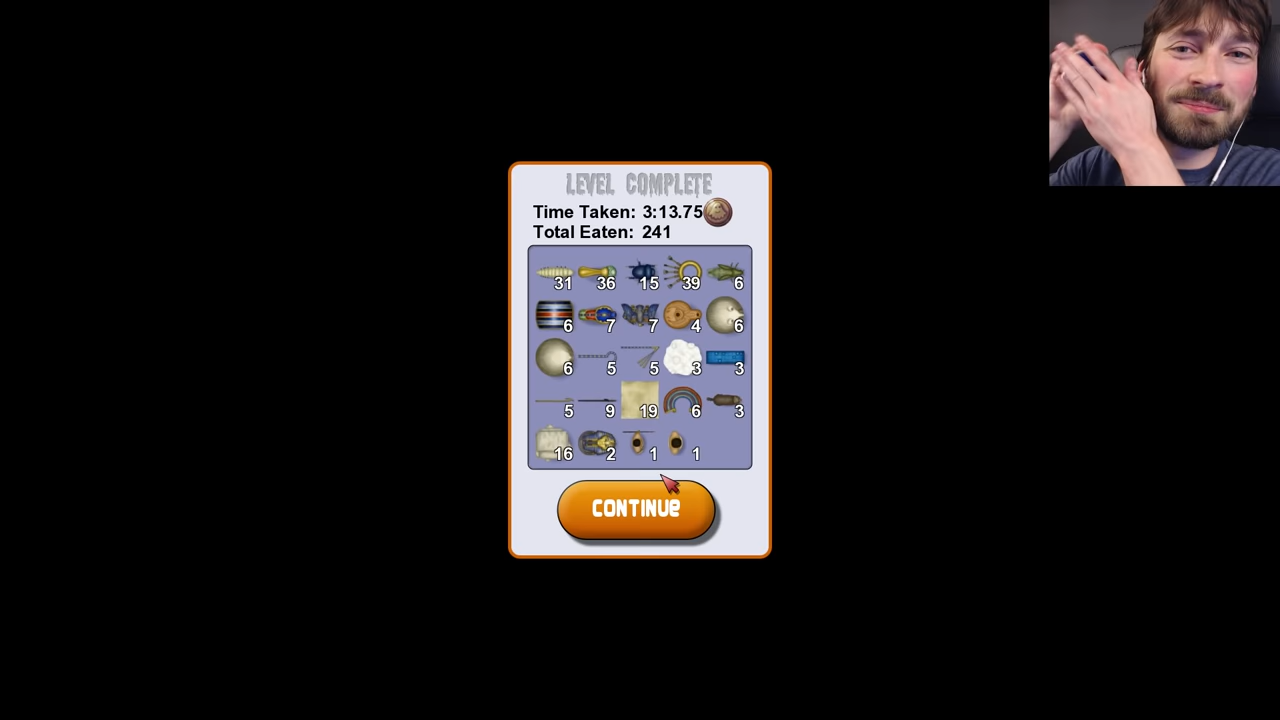 LEVEL COMPLETE
Time Taken: 3:13.75
Total Eaten: 241
31 36 15 39 6
6 7 7 4 6
6 5 5 3 3
5 9 19 6 3
16 2 1 1
CONTINUE